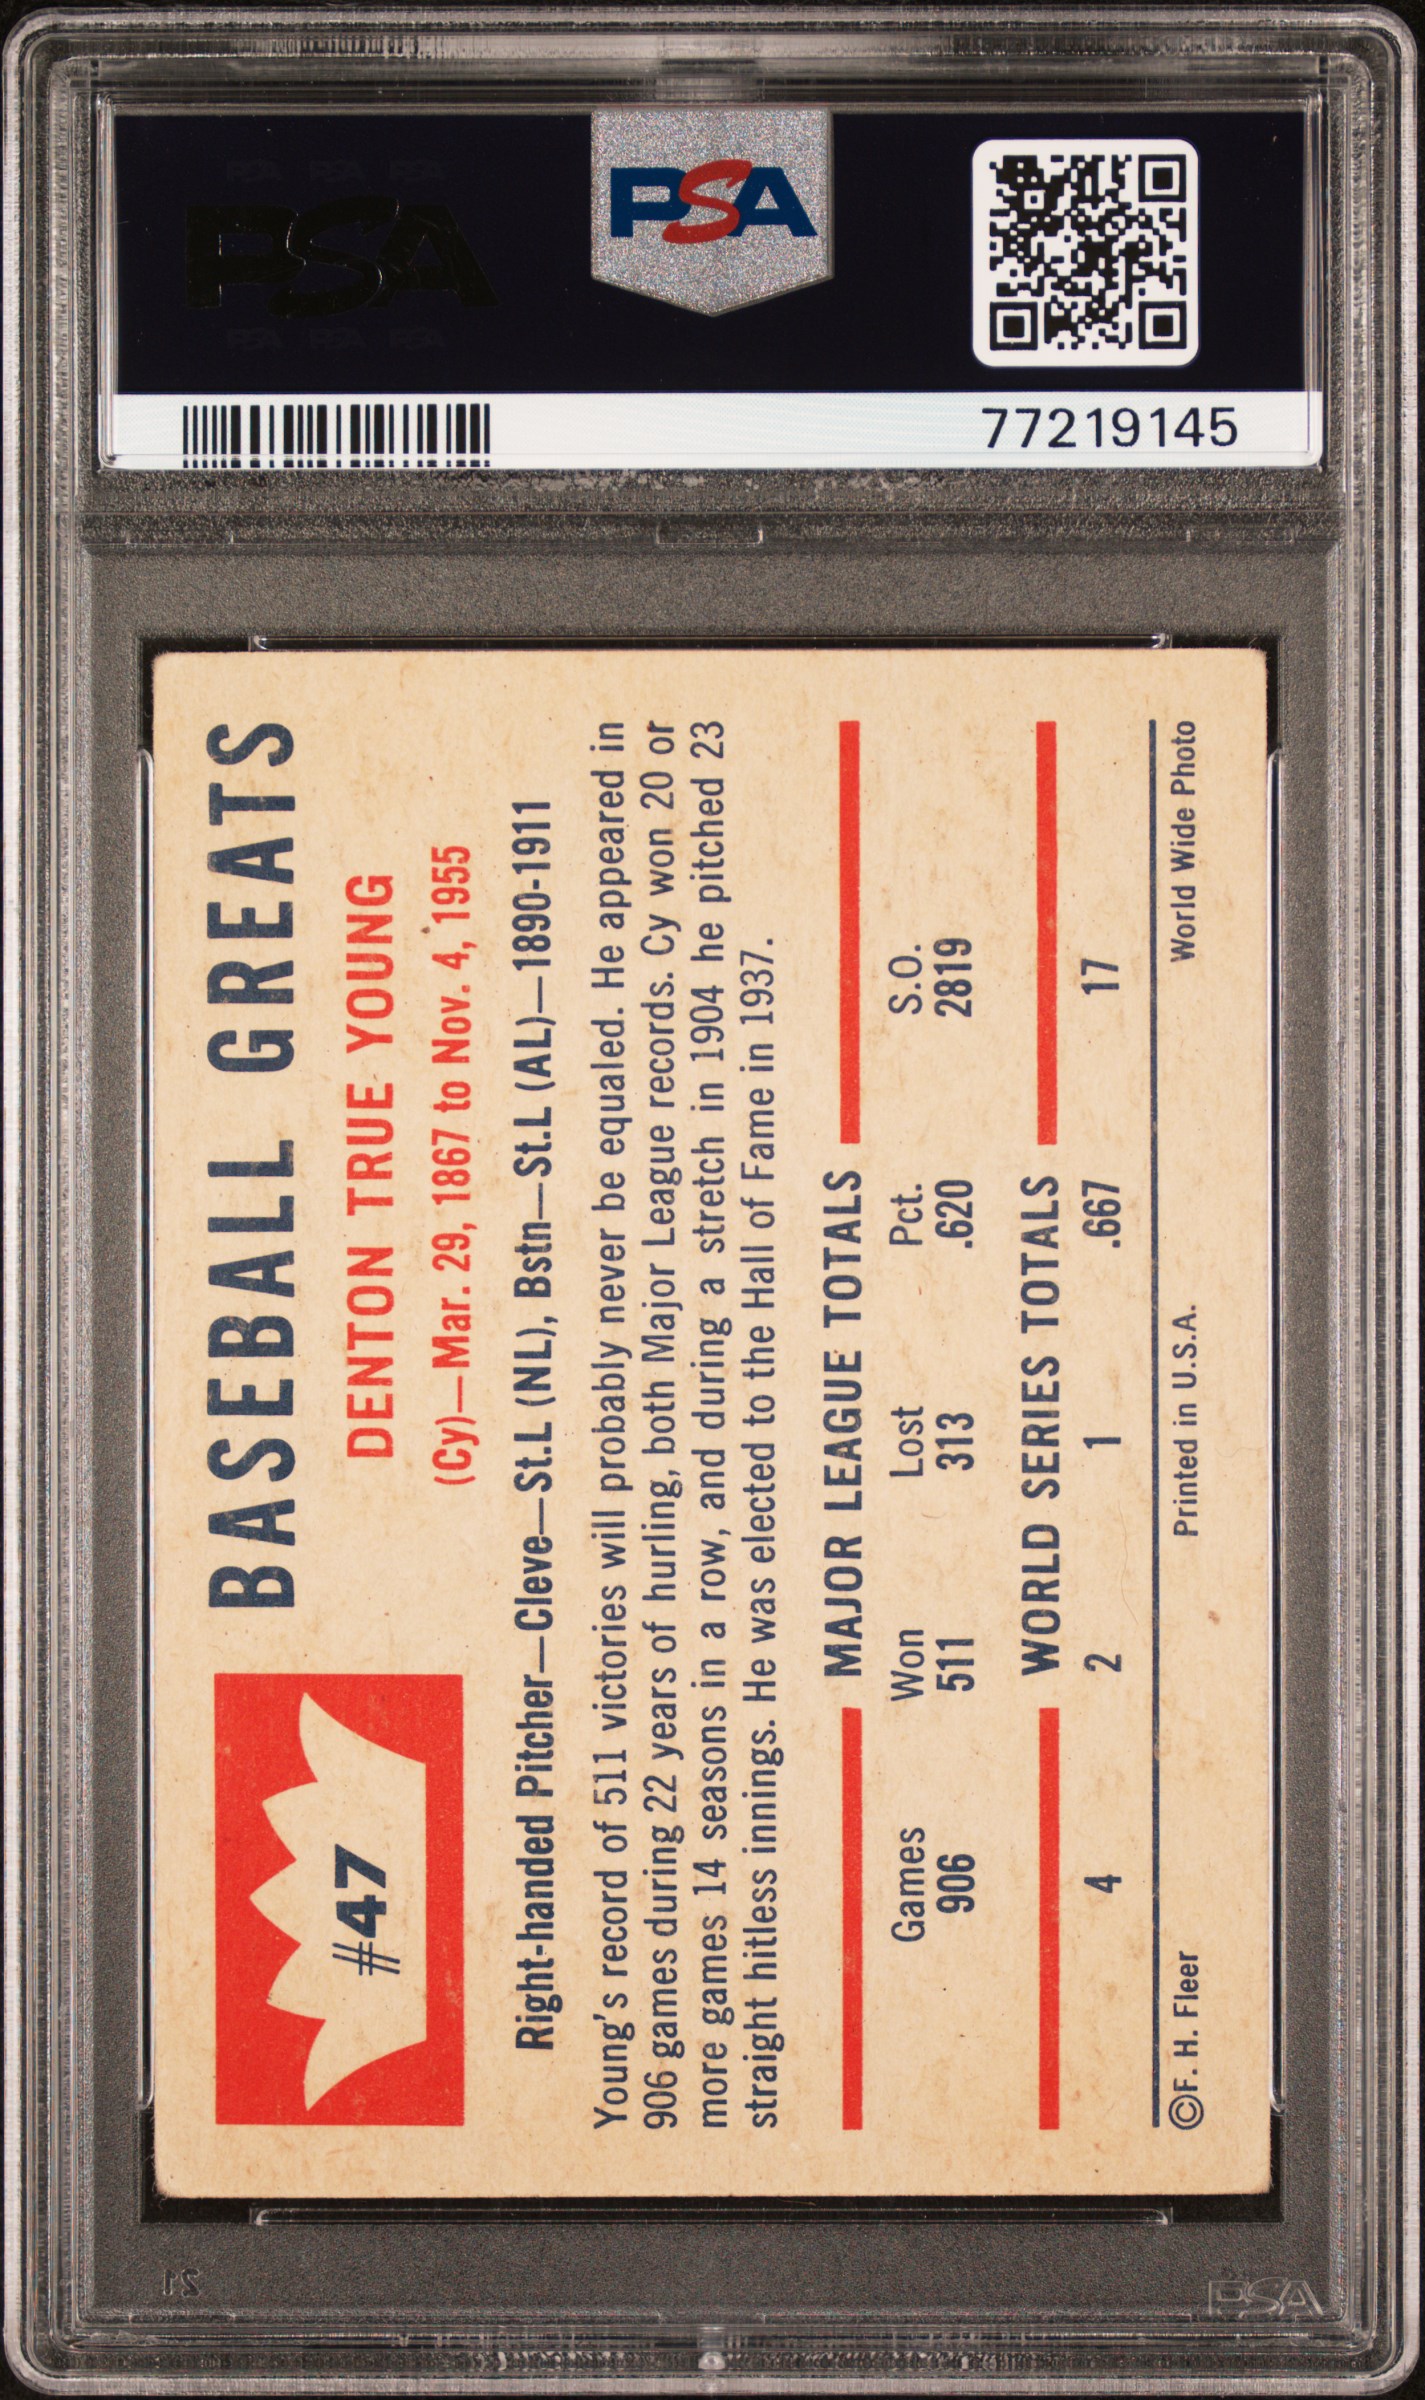 PSA
PSA
77219145
#47
BASEBALL GREATS
DENTON TRUE YOUNG
(Cy)—Mar. 29, 1867 to Nov. 4, 1955
Right-handed Pitcher—Cleve—St.L (NL), Bstn—St.L (AL)—1890-1911
Young's record of 511 victories will probably never be equaled. He appeared in
906 games during 22 years of hurling, both Major League records. Cy won 20 or
more games 14 seasons in a row, and during a stretch in 1904 he pitched 23
straight hitless innings. He was elected to the Hall of Fame in 1937.
MAJOR LEAGUE TOTALS
Games Won Lost Pct. S.O.
906 511 313 .620 2819
WORLD SERIES TOTALS
4 2 1 .667 17
©F. H. Fleer Printed in U.S.A. World Wide Photo
21 PSA